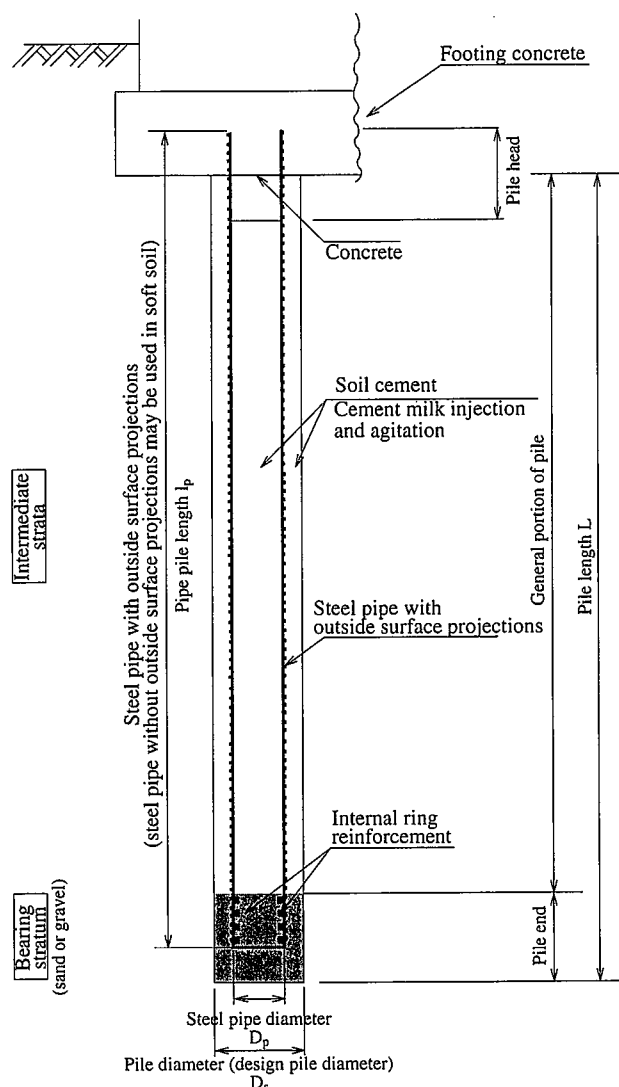 Footing concrete
Pile head
Concrete
Steel pipe with outside surface projections
(steel pipe without outside surface projections may be used in soft soil)
Pipe pile length lp
Soil cement
Cement milk injection
and agitation
General portion of pile
Pile length L
Intermediate
strata
Steel pipe with
outside surface projections
Internal ring
reinforcement
Bearing
stratum
(sand or gravel)
Pile end
Steel pipe diameter
Dp
Pile diameter (design pile diameter)